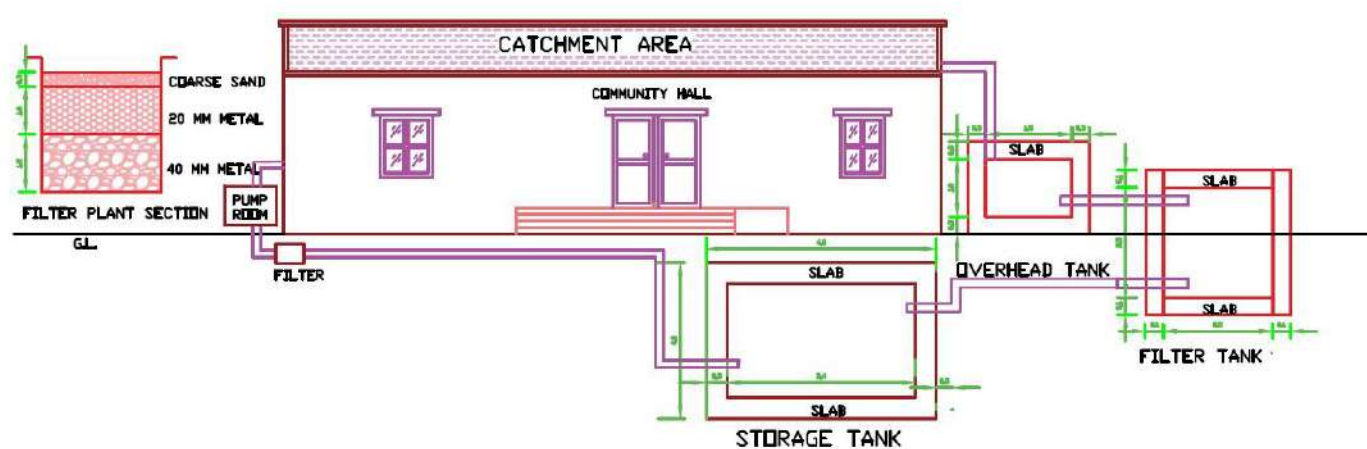 CATCHMENT AREA
COARSE SAND
20 MM METAL
40 MM METAL
FILTER PLANT SECTION
COMMUNITY HALL
PUMP
ROOM
G.L.
FILTER
SLAB
OVERHEAD TANK
SLAB
SLAB
FILTER TANK
SLAB
SLAB
STORAGE TANK